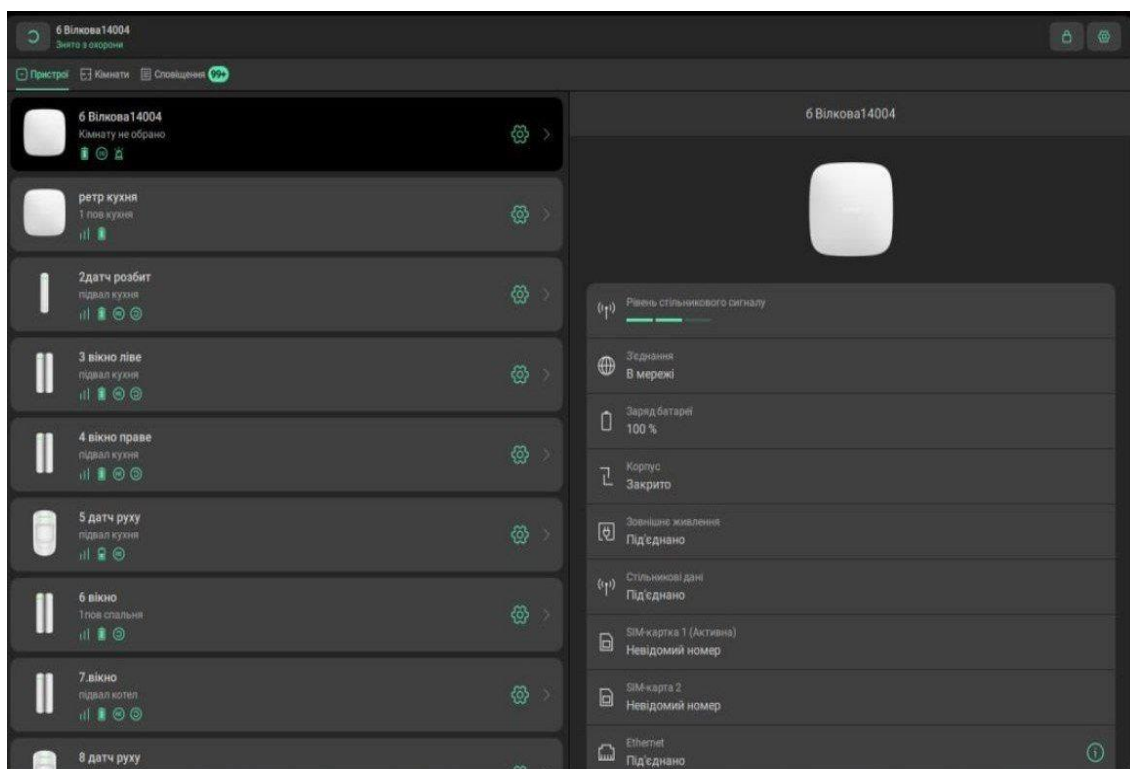 б Вілкова14004
Знято з охорони
Пристрої
Кімнати
Сповіщення 99+
б Вілкова14004
Кімнату не обрано
ретр кухня
1 пов кухня
2датч розбит
підвал кухня
3 вікно ліве
підвал кухня
4 вікно праве
підвал кухня
5 датч руху
підвал кухня
6 вікно
1пов спальня
7.вікно
підвал котел
8 датч руху
б Вілкова14004
Рівень стільникового сигналу
З'єднання
В мережі
Заряд батареї
100 %
Корпус
Закрито
Зовнішнє живлення
Під'єднано
Стільникові дані
Під'єднано
SIM-картка 1 (Активна)
Невідомий номер
SIM-карта 2
Невідомий номер
Ethernet
Під'єднано